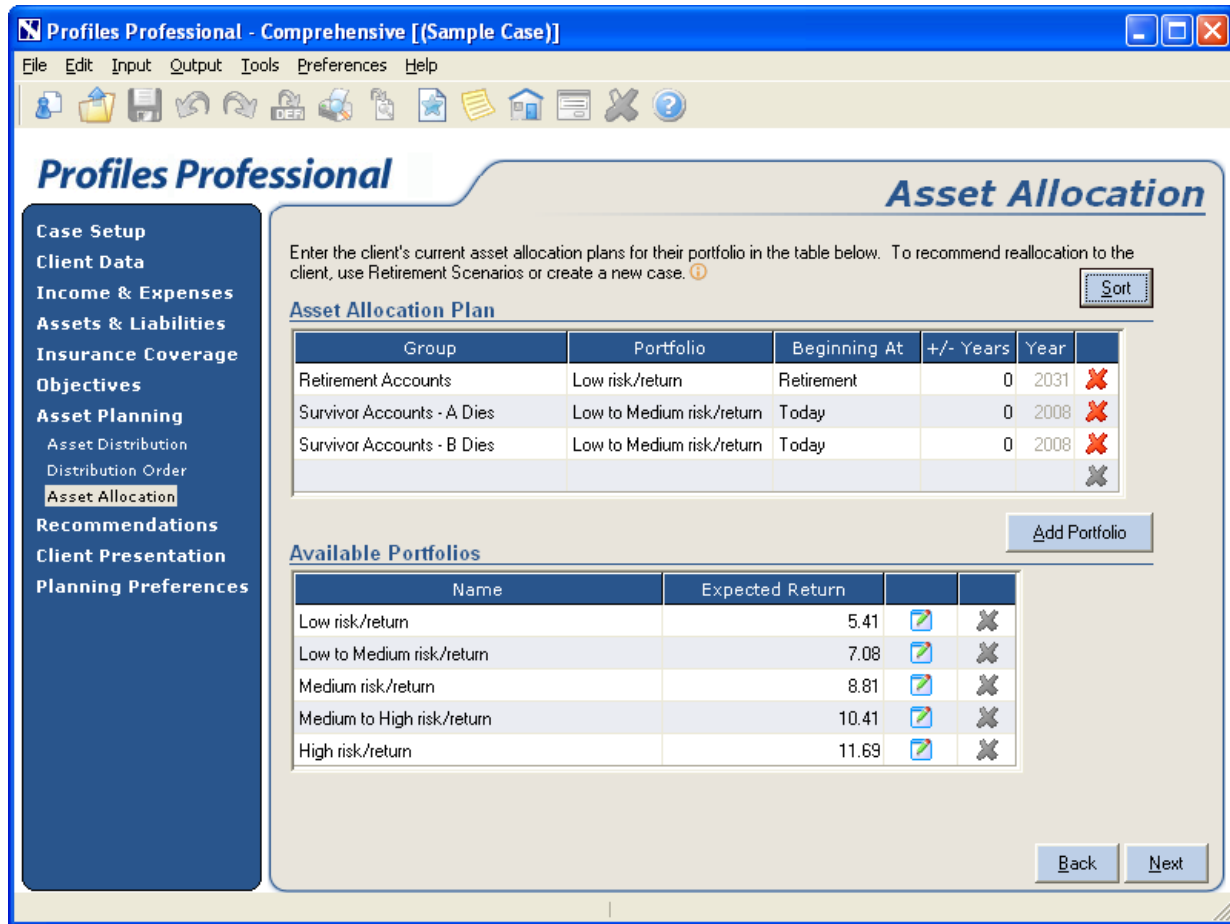 Profiles Professional - Comprehensive [(Sample Case)]
File Edit Input Output Tools Preferences Help
DEF
Profiles Professional
Asset Allocation
Case Setup
Client Data
Income & Expenses
Assets & Liabilities
Insurance Coverage
Objectives
Asset Planning
Asset Distribution
Distribution Order
Asset Allocation
Recommendations
Client Presentation
Planning Preferences
Enter the client's current asset allocation plans for their portfolio in the table below. To recommend reallocation to the
client, use Retirement Scenarios or create a new case.
Sort
Asset Allocation Plan
Group Portfolio Beginning At +/- Years Year
Retirement Accounts Low risk/return Retirement 0 2031
Survivor Accounts - A Dies Low to Medium risk/return Today 0 2008
Survivor Accounts - B Dies Low to Medium risk/return Today 0 2008
Add Portfolio
Available Portfolios
Name Expected Return
Low risk/return 5.41
Low to Medium risk/return 7.08
Medium risk/return 8.81
Medium to High risk/return 10.41
High risk/return 11.69
Back Next